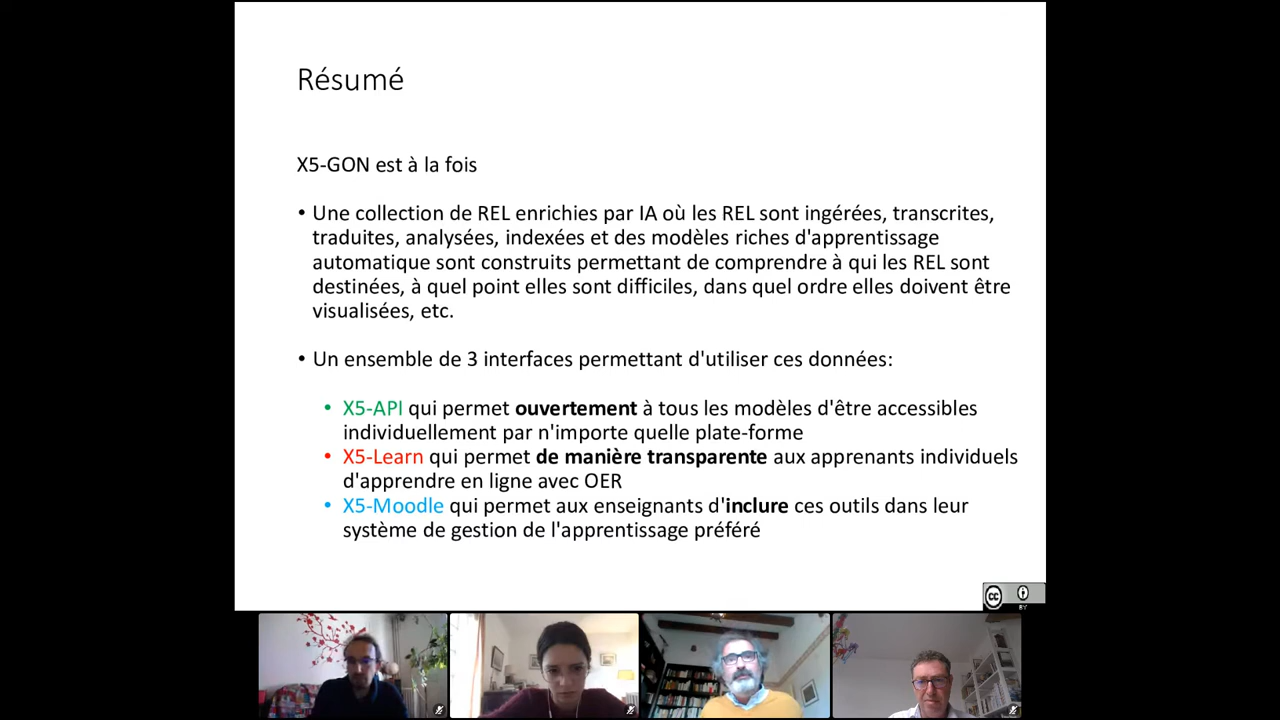 Résumé
X5-GON est à la fois
• Une collection de REL enrichies par IA où les REL sont ingérées, transcrites,
traduites, analysées, indexées et des modèles riches d'apprentissage
automatique sont construits permettant de comprendre à qui les REL sont
destinées, à quel point elles sont difficiles, dans quel ordre elles doivent être
visualisées, etc.
• Un ensemble de 3 interfaces permettant d'utiliser ces données:
• X5-API qui permet ouvertement à tous les modèles d'être accessibles
individuellement par n'importe quelle plate-forme
• X5-Learn qui permet de manière transparente aux apprenants individuels
d'apprendre en ligne avec OER
• X5-Moodle qui permet aux enseignants d'inclure ces outils dans leur
système de gestion de l'apprentissage préféré
cc
BY